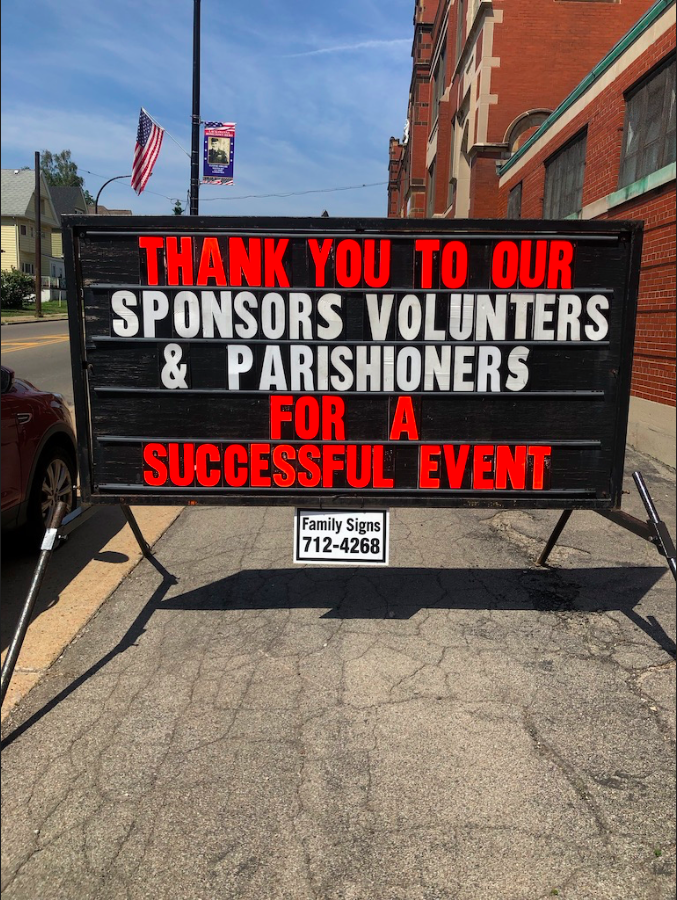 THANK YOU TO OUR
SPONSORS VOLUNTERS
& PARISHIONERS
FOR A
SUCCESSFUL EVENT
Family Signs
712-4268